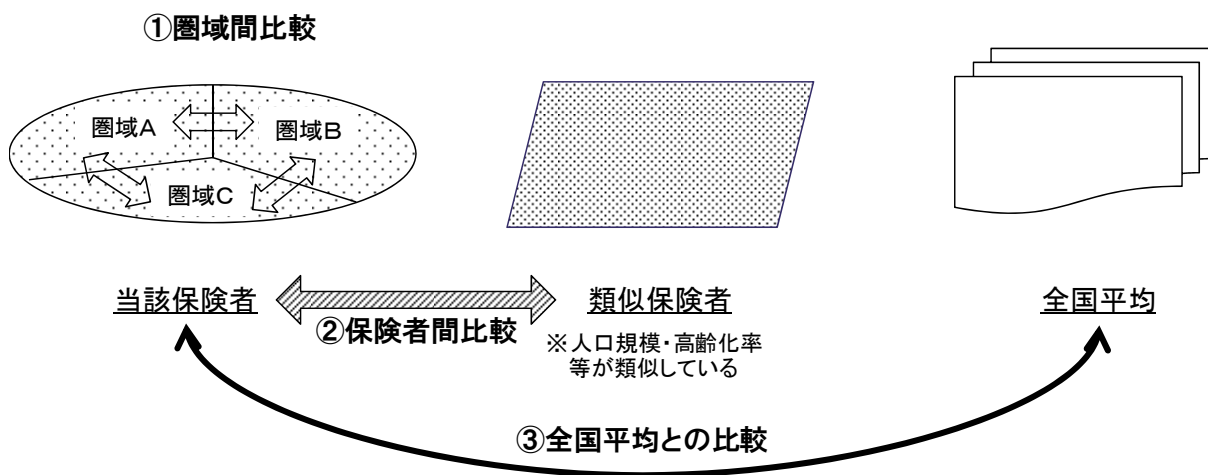 ①圏域間比較
圏域A
圏域B
圏域C
当該保険者
類似保険者
全国平均
②保険者間比較
※人口規模・高齢化率
等が類似している
③全国平均との比較